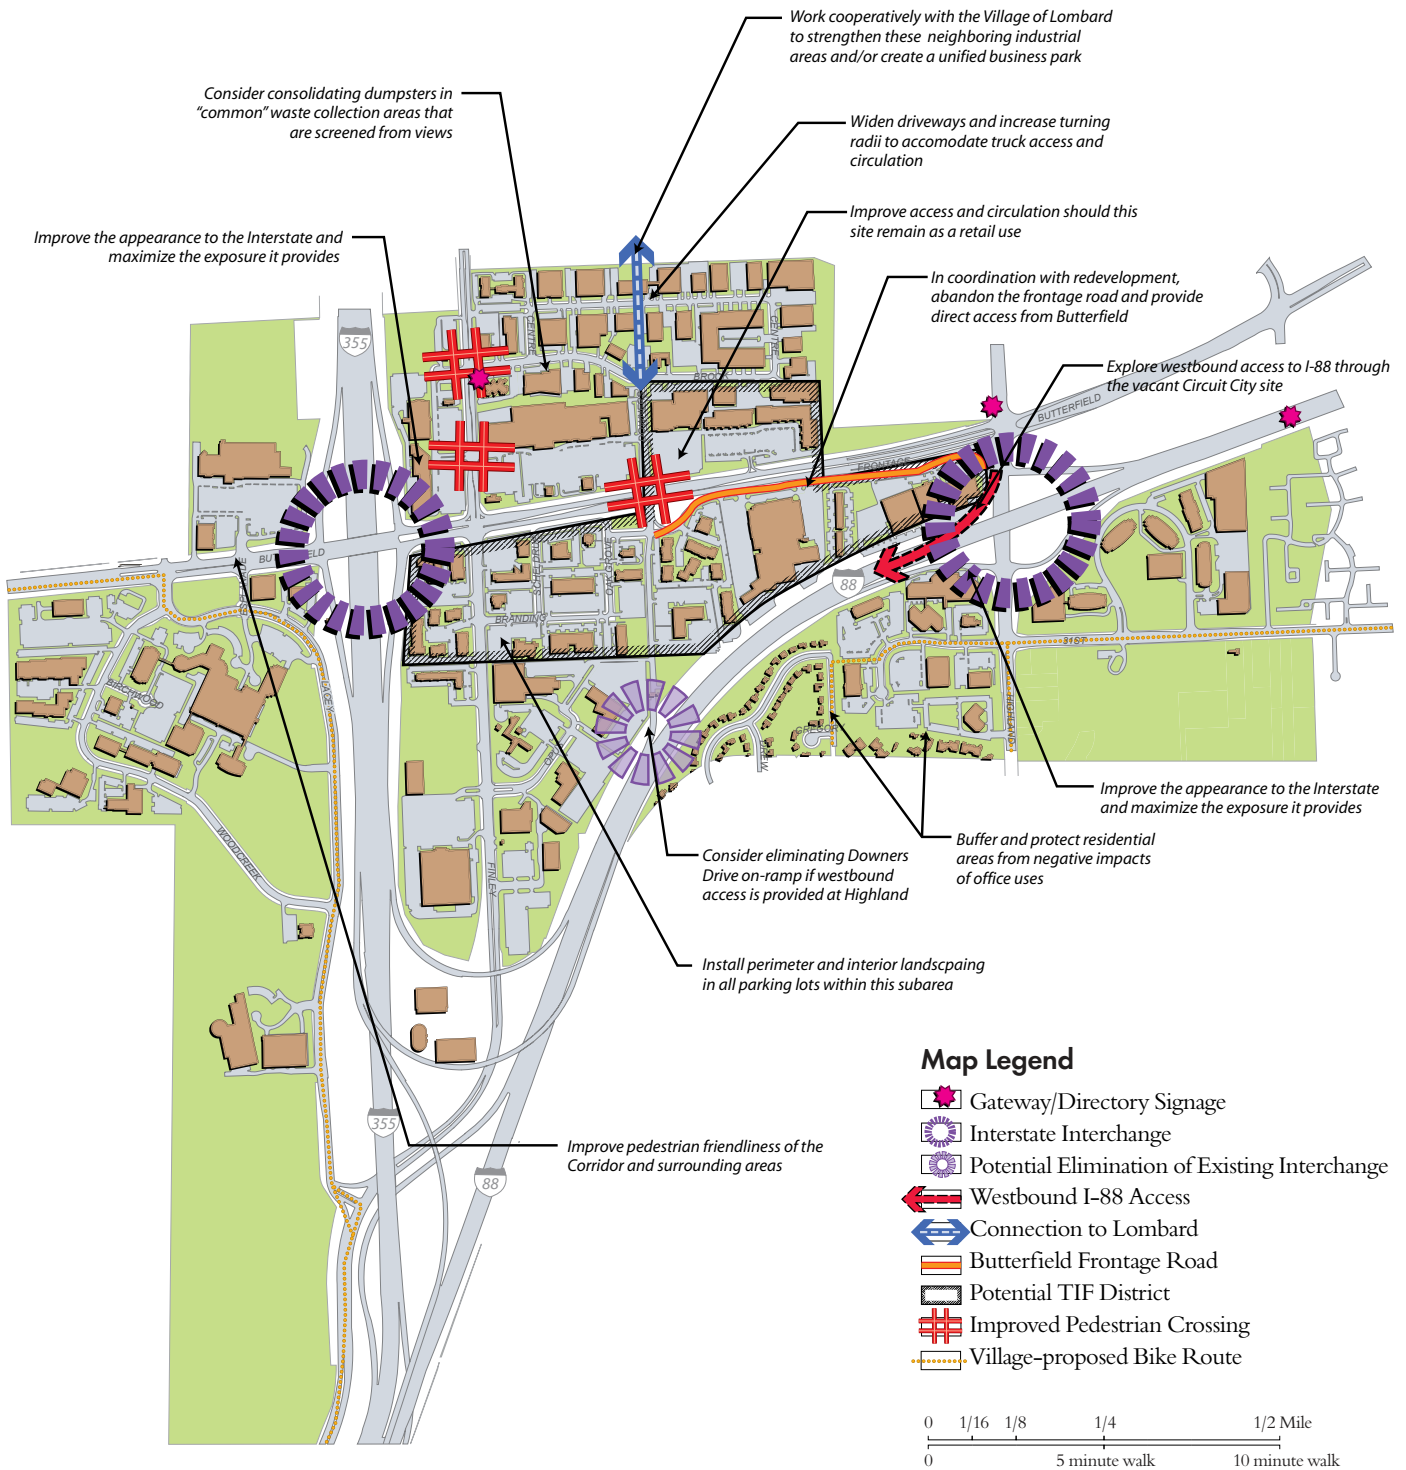 Work cooperatively with the Village of Lombard
to strengthen these neighboring industrial
areas and/or create a unified business park
Consider consolidating dumpsters in
“common” waste collection areas that
are screened from views
Widen driveways and increase turning
radii to accomodate truck access and
circulation
Improve access and circulation should this
site remain as a retail use
Improve the appearance to the Interstate and
maximize the exposure it provides
In coordination with redevelopment,
abandon the frontage road and provide
direct access from Butterfield
Explore westbound access to I-88 through
the vacant Circuit City site
355
CENTRE
CENTRE
BUTTERFIELD
FRONTAGE
88
BRANDING
31ST
HIGHLAND
LACEY
BIRCHWOOD
GREGOR
WOODCREEK
FINLEY
Improve the appearance to the Interstate
and maximize the exposure it provides
Buffer and protect residential
areas from negative impacts
of office uses
Consider eliminating Downers
Drive on-ramp if westbound
access is provided at Highland
Install perimeter and interior landscpaing
in all parking lots within this subarea
355
Improve pedestrian friendliness of the
Corridor and surrounding areas
88
Map Legend
Gateway/Directory Signage
Interstate Interchange
Potential Elimination of Existing Interchange
Westbound I-88 Access
Connection to Lombard
Butterfield Frontage Road
Potential TIF District
Improved Pedestrian Crossing
Village-proposed Bike Route
0 1/16 1/8 1/4 1/2 Mile
0 5 minute walk 10 minute walk